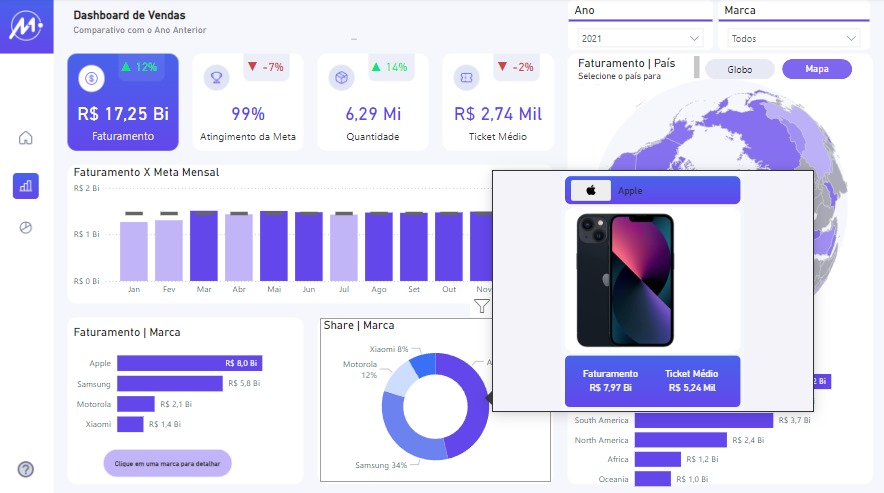 Dashboard de Vendas
Comparativo com o Ano Anterior
Ano
2021
Marca
Todos
12%
R$ 17,25 Bi
Faturamento
-7%
99%
Atingimento da Meta
14%
6,29 Mi
Quantidade
-2%
R$ 2,74 Mil
Ticket Médio
Faturamento | País
Selecione o país para
Globo
Mapa
Faturamento X Meta Mensal
R$ 2 Bi
R$ 1 Bi
R$ 0 Bi
Jan Fev Mar Abr Mai Jun Jul Ago Set Out Nov
Apple
Faturamento Ticket Médio
R$ 7,97 Bi R$ 5,24 Mil
Faturamento | Marca
Apple R$ 8,0 Bi
Samsung R$ 5,8 Bi
Motorola R$ 2,1 Bi
Xiaomi R$ 1,4 Bi
Clique em uma marca para detalhar
Share | Marca
Xiaomi 8%
Motorola
12%
A
Samsung 34%
2 Bi
South America R$ 3,7 Bi
North America R$ 2,4 Bi
Africa R$ 1,2 Bi
Oceania R$ 1,0 Bi